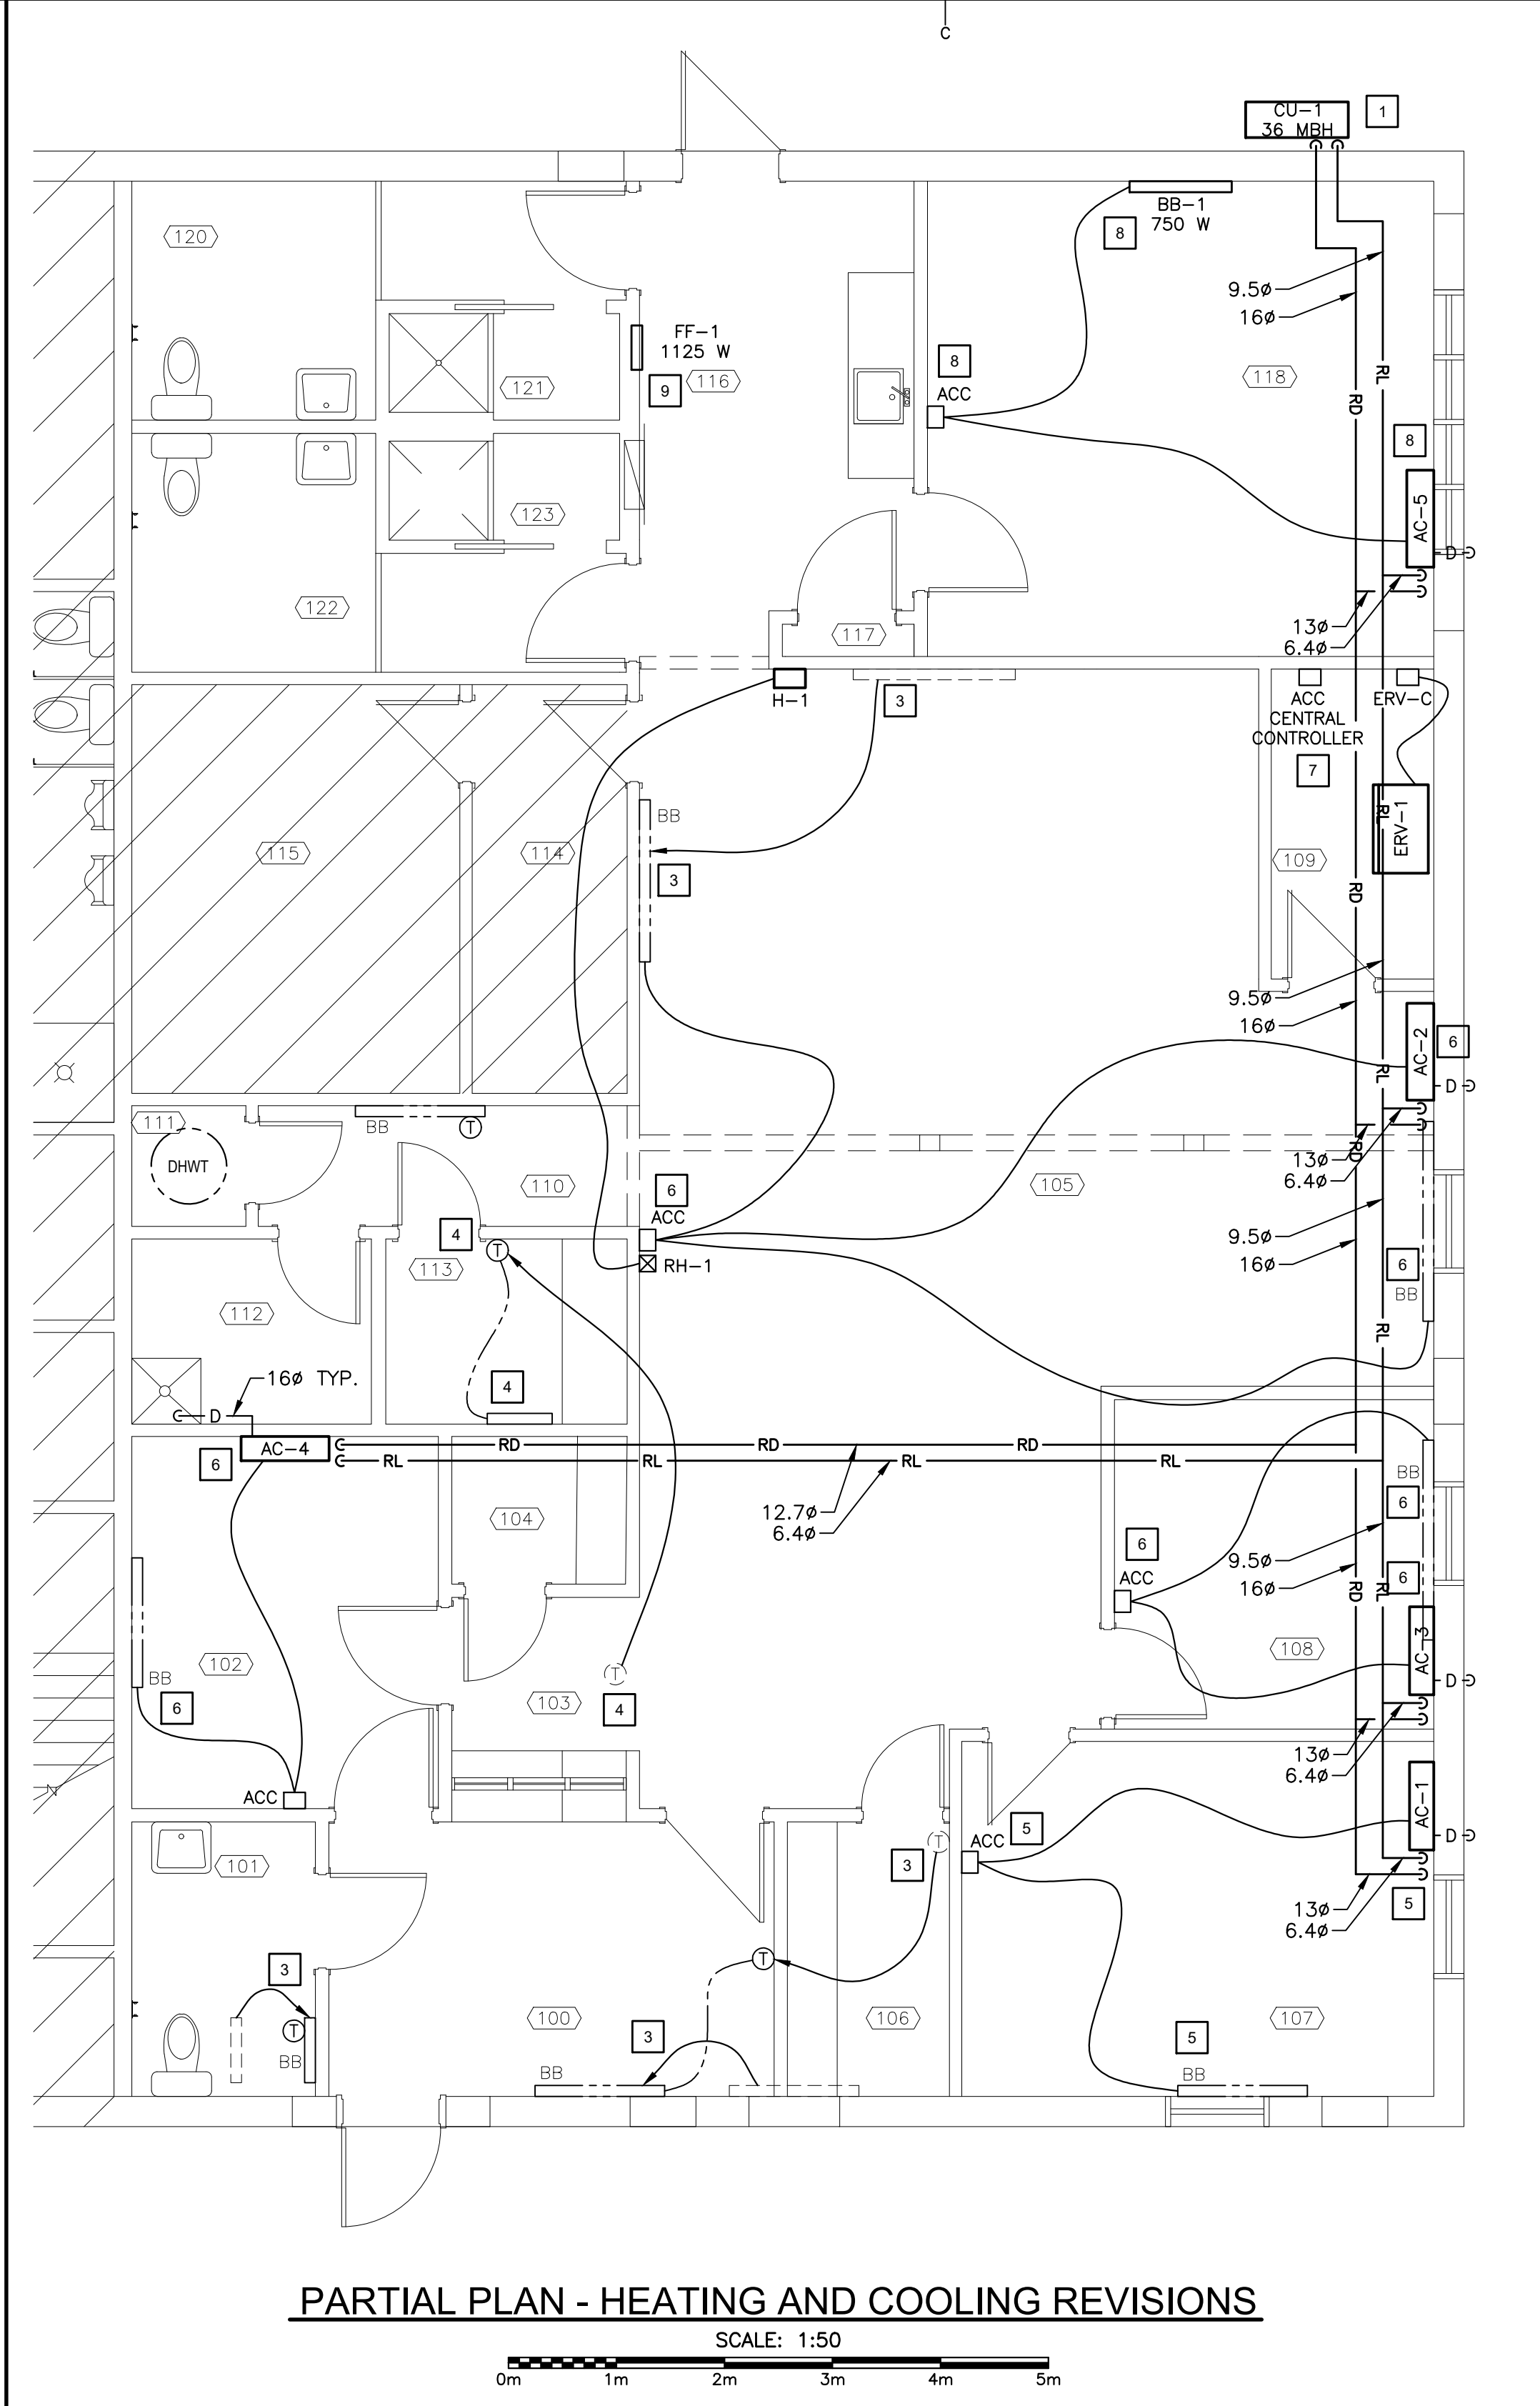 C
CU-1
36 MBH
1
BB-1
750 W
8
120
9.5ø
16ø
FF-1
1125 W
9
116
121
8
ACC
118
RL
RD
8
123
AC-5
D
122
117
13ø
6.4ø
H-1
3
ACC
CENTRAL
CONTROLLER
ERV-C
7
BB
3
115
114
RL
ERV-1
109
RD
9.5ø
16ø
AC-2
6
RL
D
111
BB
T
DHWT
110
6
ACC
105
13ø
6.4ø
RD
4
T
113
RH-1
9.5ø
16ø
6
BB
112
RL
16ø TYP.
4
D
AC-4
6
RD
RD
RD
RL
RL
RL
RL
BB
6
12.7ø
6.4ø
104
6
ACC
9.5ø
16ø
RD
RL
6
102
BB
6
T
103
4
108
AC-3
D
13ø
6.4ø
ACC
AC-1
D
101
T
3
ACC
5
13ø
6.4ø
5
3
T
T
BB
100
3
BB
106
107
5
BB
N
PARTIAL PLAN - HEATING AND COOLING REVISIONS
SCALE: 1:50
0m 1m 2m 3m 4m 5m